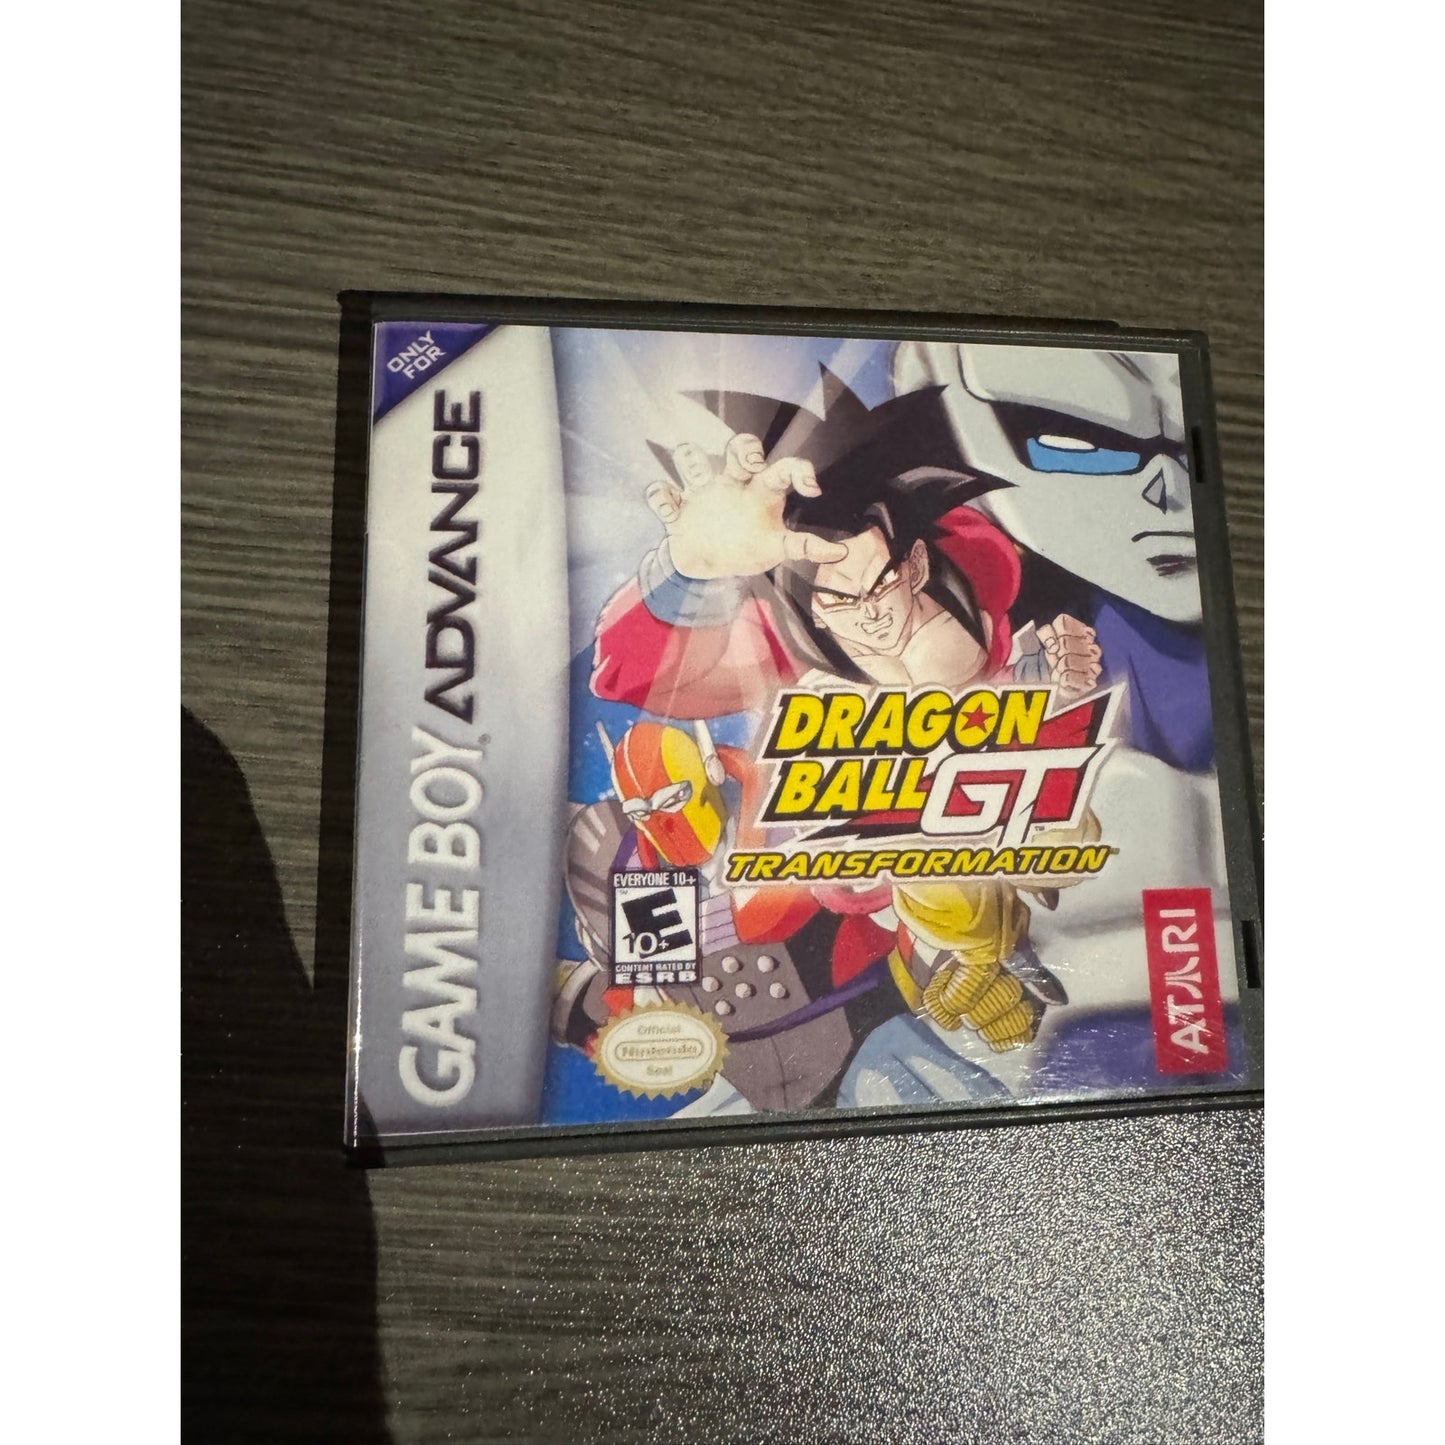 ONLY
FOR
GAME BOY ADVANCE
DRAGON
BALL GT
TRANSFORMATION
EVERYONE 10+
E
10+
CONTENT RATED BY
ESRB
Official
Nintendo
Seal
ATARI